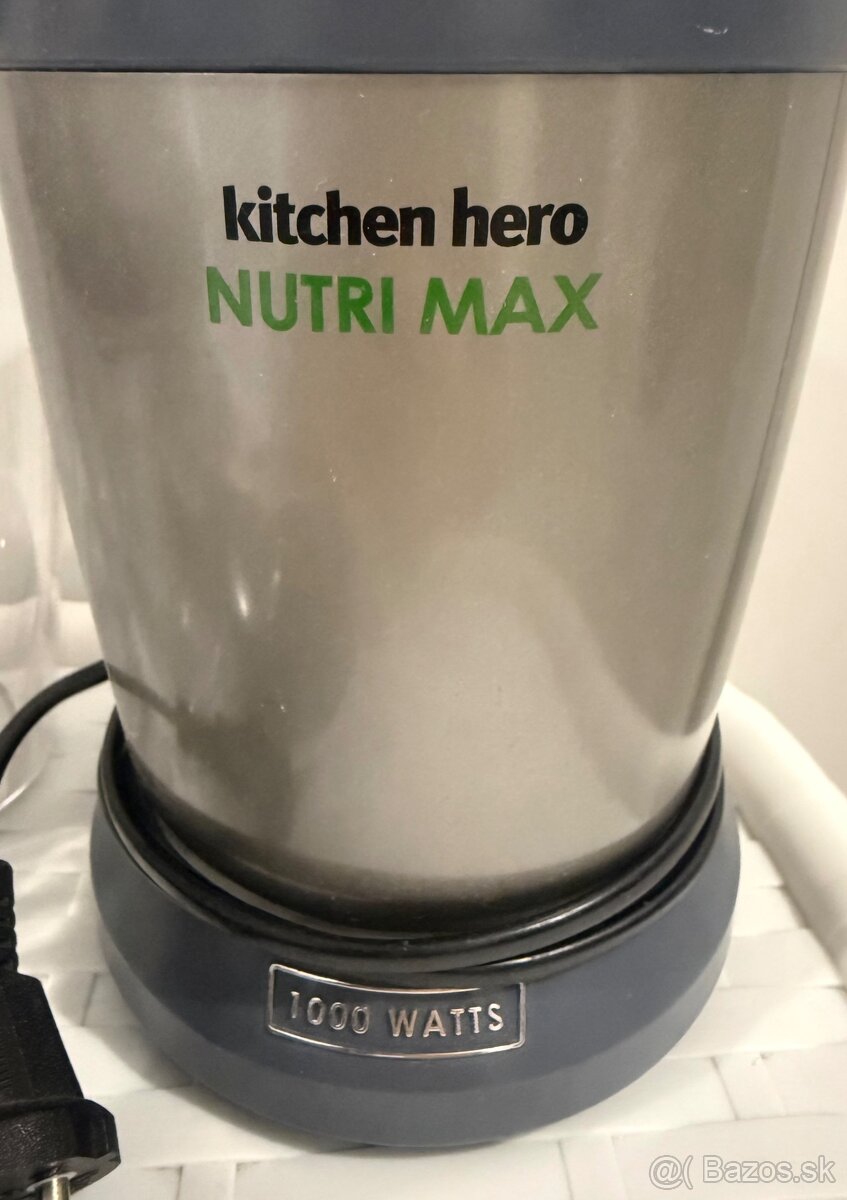 kitchen hero
NUTRI MAX
1000 WATTS
@( Bazos.sk